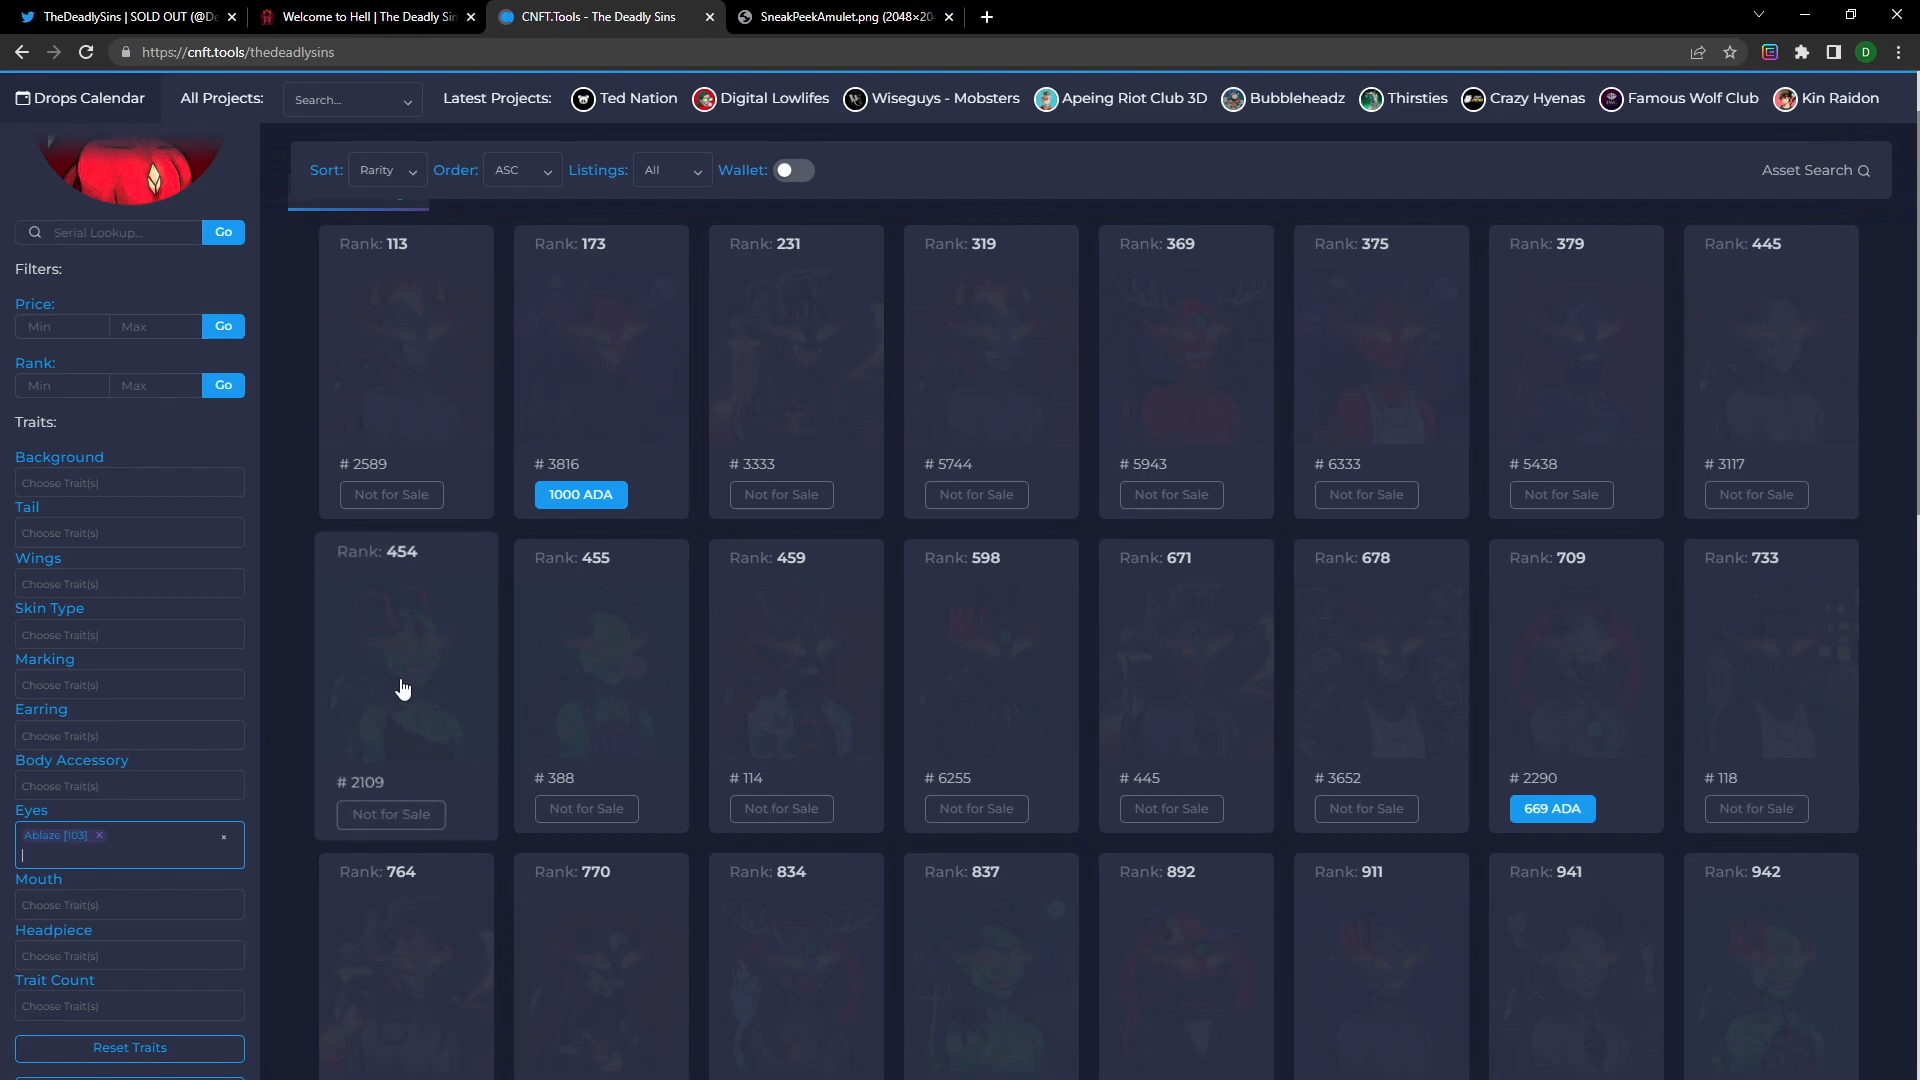 TheDeadlySins | SOLD OUT (@De
Welcome to Hell | The Deadly Sin
CNFT.Tools - The Deadly Sins
SneakPeekAmulet.png (2048×20
https://cnft.tools/thedeadlysins
D
Drops Calendar
All Projects:
Search...
Latest Projects:
Ted Nation
Digital Lowlifes
Wiseguys - Mobsters
Apeing Riot Club 3D
Bubbleheadz
Thirsties
Crazy Hyenas
Famous Wolf Club
Kin Raidon
Sort: Rarity Order: ASC Listings: All Wallet:
Asset Search
Serial Lookup... Go
Filters:
Price:
Min Max Go
Rank:
Min Max Go
Traits:
Background
Choose Trait(s)
Tail
Choose Trait(s)
Wings
Choose Trait(s)
Skin Type
Choose Trait(s)
Marking
Choose Trait(s)
Earring
Choose Trait(s)
Body Accessory
Choose Trait(s)
Eyes
Ablaze [103] ×
Mouth
Choose Trait(s)
Headpiece
Choose Trait(s)
Trait Count
Choose Trait(s)
Reset Traits
Rank: 113 Rank: 173 Rank: 231 Rank: 319 Rank: 369 Rank: 375 Rank: 379 Rank: 445
# 2589 # 3816 # 3333 # 5744 # 5943 # 6333 # 5438 # 3117
Not for Sale 1000 ADA Not for Sale Not for Sale Not for Sale Not for Sale Not for Sale Not for Sale
Rank: 454 Rank: 455 Rank: 459 Rank: 598 Rank: 671 Rank: 678 Rank: 709 Rank: 733
# 2109 # 388 # 114 # 6255 # 445 # 3652 # 2290 # 118
Not for Sale Not for Sale Not for Sale Not for Sale Not for Sale Not for Sale 669 ADA Not for Sale
Rank: 764 Rank: 770 Rank: 834 Rank: 837 Rank: 892 Rank: 911 Rank: 941 Rank: 942